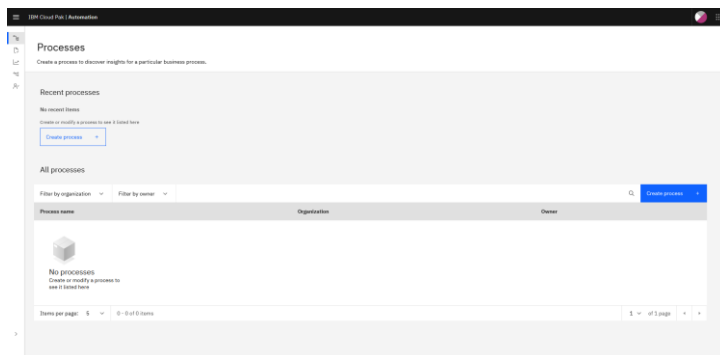 IBM Cloud Pak | Automation
Processes
Create a process to discover insights for a particular business process.
Recent processes
No recent items
Create or modify a process to see it listed here
Create process +
All processes
Filter by organization
Filter by owner
Create process +
Process name
Organization
Owner
No processes
Create or modify a process to
see it listed here
Items per page: 5
0 - 0 of 0 items
1 of 1 page